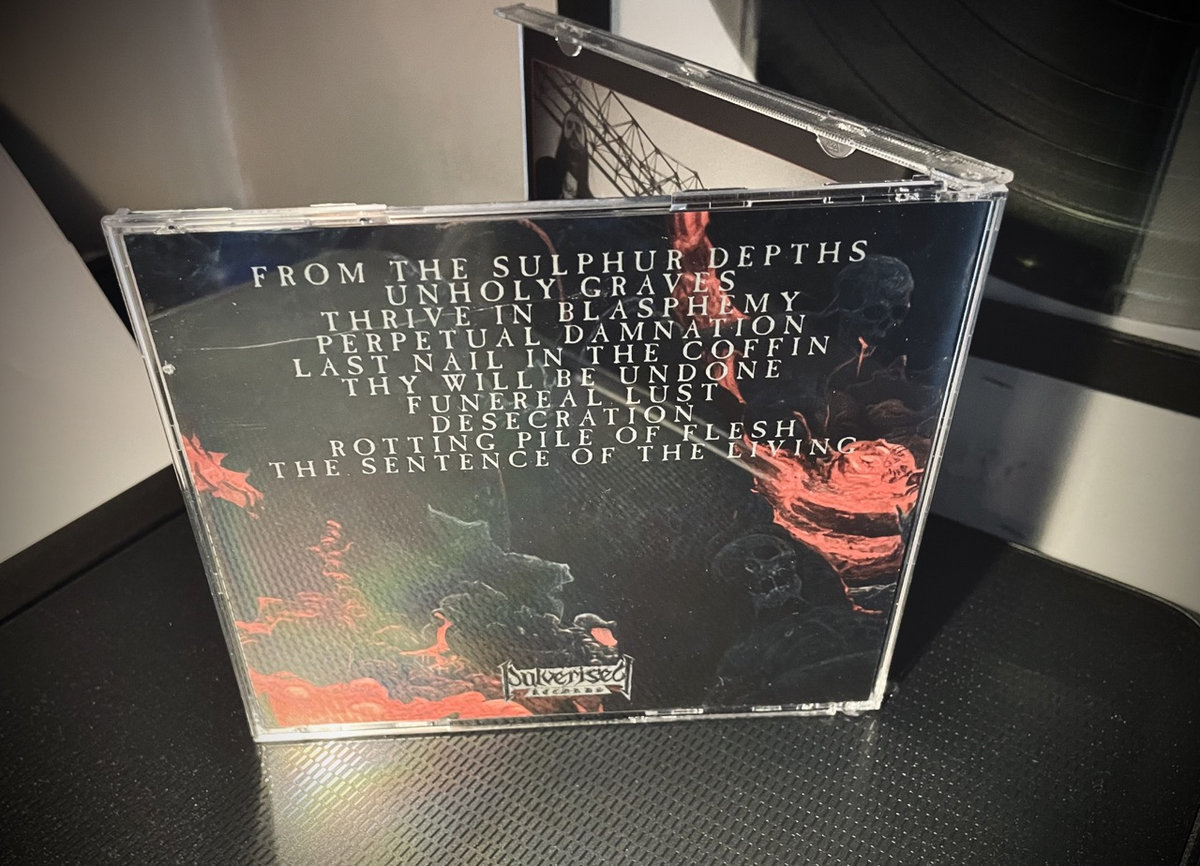 FROM THE SULPHUR DEPTHS
UNHOLY GRAVES
THRIVE IN BLASPHEMY
PERPETUAL DAMNATION
LAST NAIL IN THE COFFIN
THY WILL BE UNDONE
FUNEREAL LUST
DESECRATION
ROTTING PILE OF FLESH
THE SENTENCE OF THE LIVING
Pulverised
RECORDS